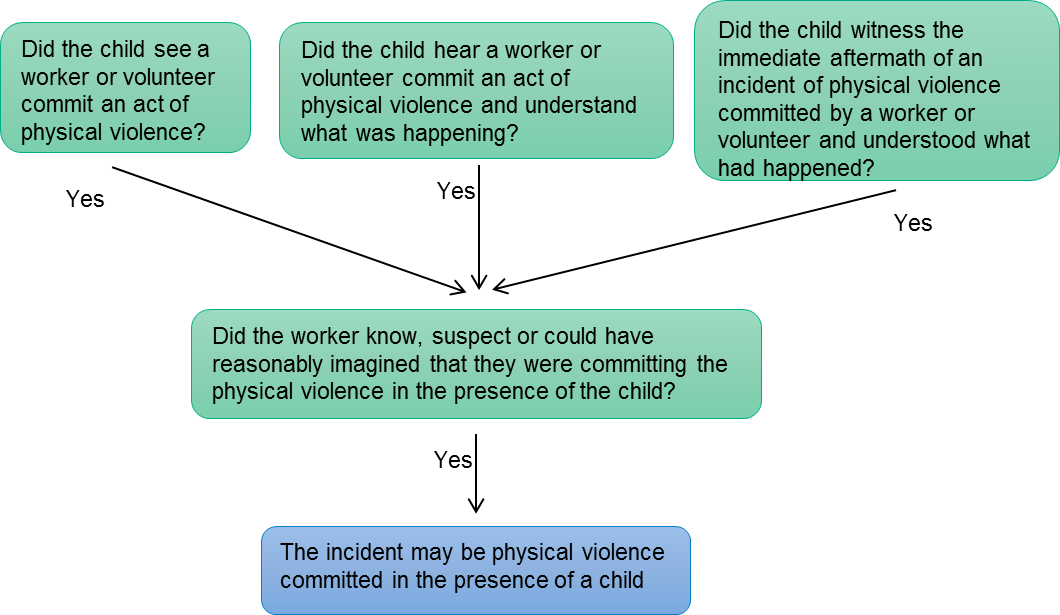 Did the child see a
worker or volunteer
commit an act of
physical violence?
Did the child hear a worker or
volunteer commit an act of
physical violence and understand
what was happening?
Did the child witness the
immediate aftermath of an
incident of physical violence
committed by a worker or
volunteer and understood what
had happened?
Yes
Yes
Yes
Did the worker know, suspect or could have
reasonably imagined that they were committing the
physical violence in the presence of the child?
Yes
The incident may be physical violence
committed in the presence of a child